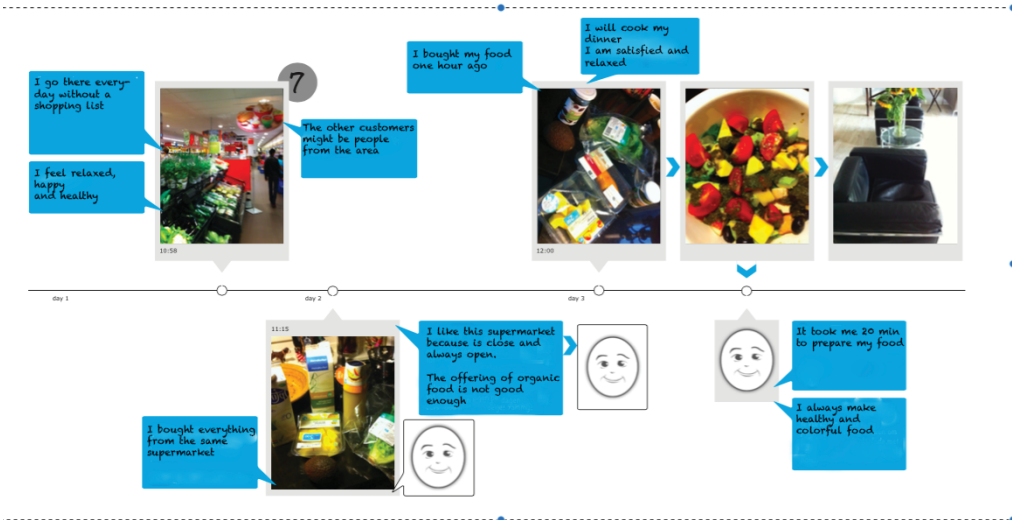 I go there every-
day without a
shopping list
I feel relaxed,
happy
and healthy
7
The other customers
might be people
from the area
10:58
I bought my food
one hour ago
I will cook my
dinner
I am satisfied and
relaxed
12:00
day 1
day 2
day 3
11:15
I like this supermarket
because is close and
always open.
The offering of organic
food is not good
enough
I bought everything
from the same
supermarket
It took me 20 min
to prepare my food
I always make
healthy and
colorful food